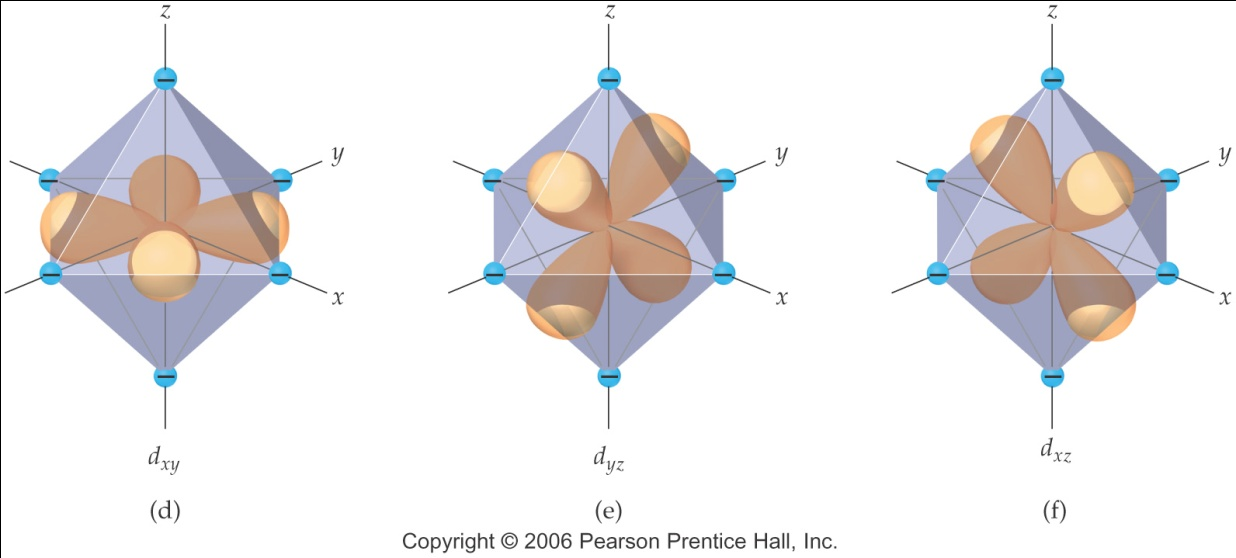 z z z
y y y
x x x
d_xy d_yz d_xz
(d) (e) (f)
Copyright © 2006 Pearson Prentice Hall, Inc.